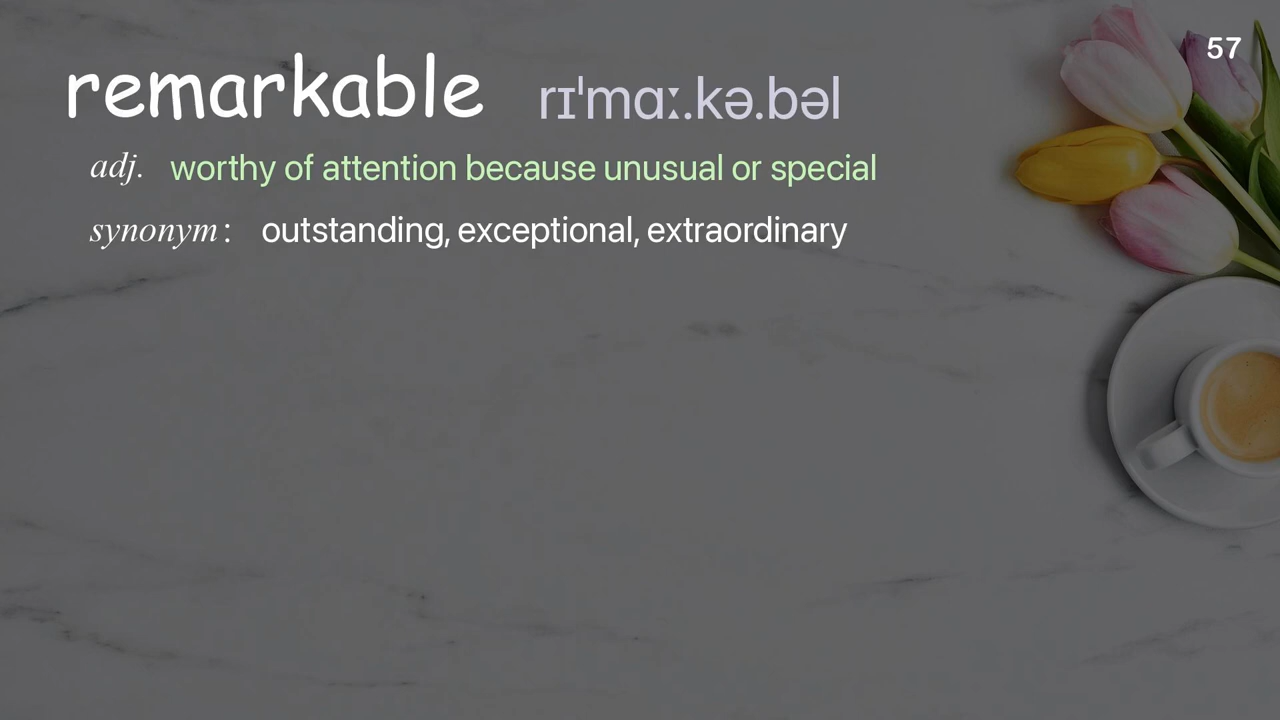 57
remarkable rɪˈmɑː.kə.bəl
adj. worthy of attention because unusual or special
synonym: outstanding, exceptional, extraordinary